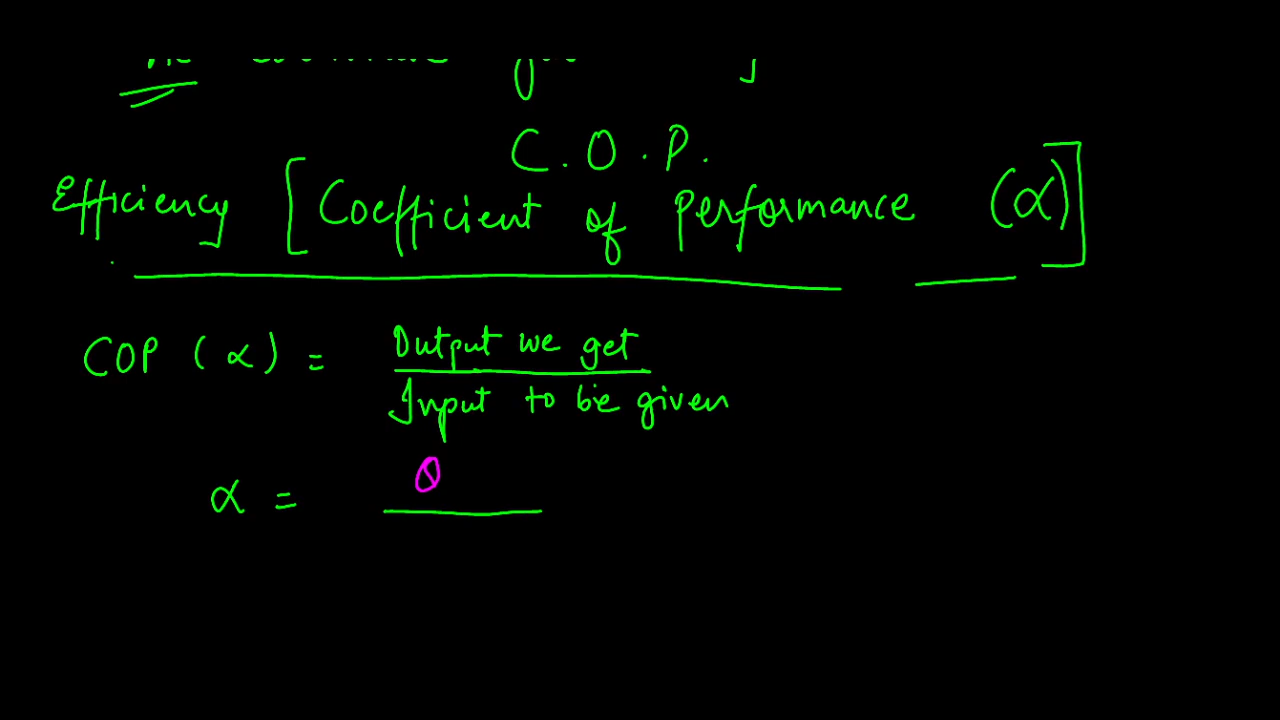 C.O.P.
Efficiency [Coefficient of Performance (α)]
COP (α) = Output we get / Input to be given
α = Q